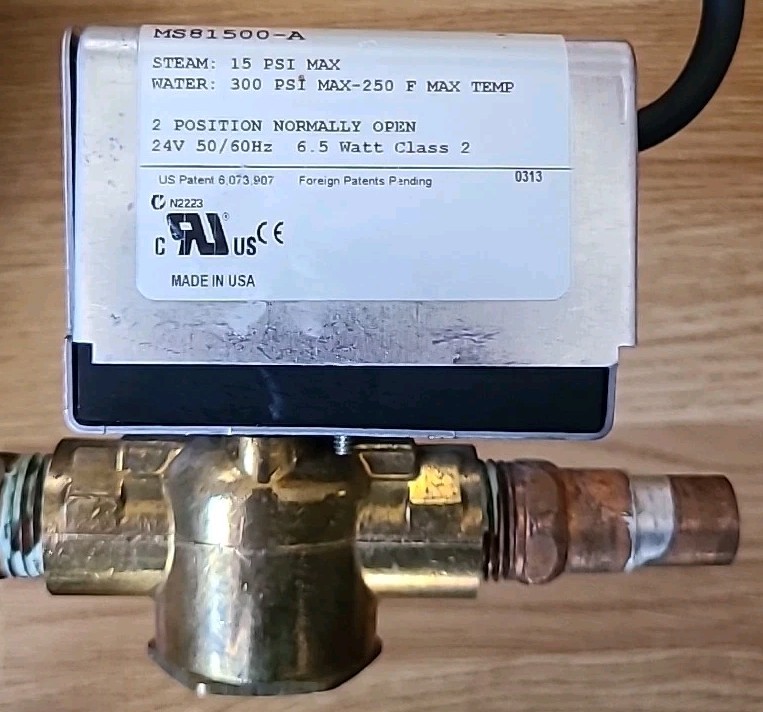 MS81500-A
STEAM: 15 PSI MAX
WATER: 300 PSI MAX-250 F MAX TEMP
2 POSITION NORMALLY OPEN
24V 50/60Hz 6.5 Watt Class 2
US Patent 6,073,907 Foreign Patents Pending 0313
N2223
C UL® US CE
MADE IN USA